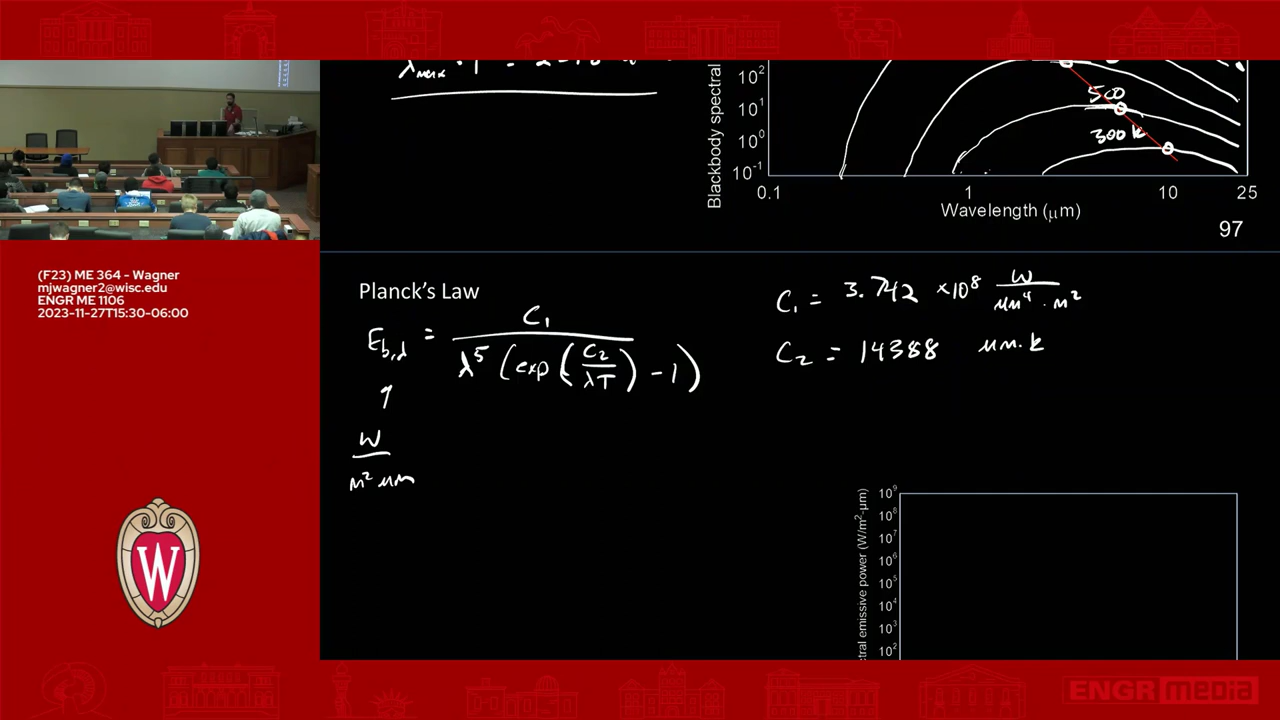 λmax · T =
10²
10¹
10⁰
10⁻¹
Blackbody spectral
500
300 K
0.1 1 10 25
Wavelength (μm)
97
(F23) ME 364 - Wagner
mjwagner2@wisc.edu
ENGR ME 1106
2023-11-27T15:30-06:00
W
Planck's Law
E_b,λ = C₁ / λ⁵ (exp (C₂ / λT) - 1)
↑
W / m² μm
C₁ = 3.742 ×10⁸ W / μm⁴ · m²
C₂ = 14388 μm·K
10⁹
10⁸
10⁷
10⁶
10⁵
10⁴
10³
10²
emissive power (W/m²-μm)
ENGR media